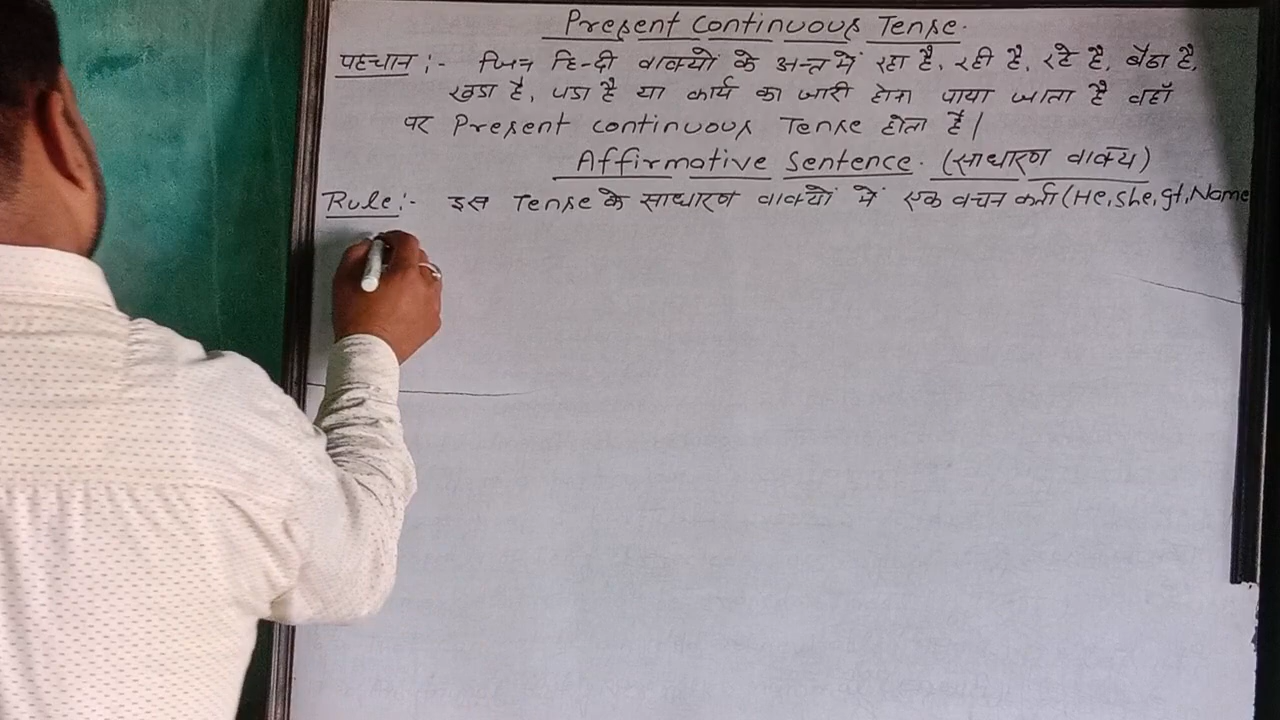 Present Continuous Tense.
पहचान :- जिन हिन्दी वाक्यों के अन्त में रहा है, रही है, रहे है, बैठा है,
खडा है, पडा है या कार्य का जारी होना पाया जाता है वहाँ
पर Present continuous Tense होता है।
Affirmative Sentence. (साधारण वाक्य)
Rule :- इस Tense के साधारण वाक्यों में एक वचन कर्ता (He, She, It, Name